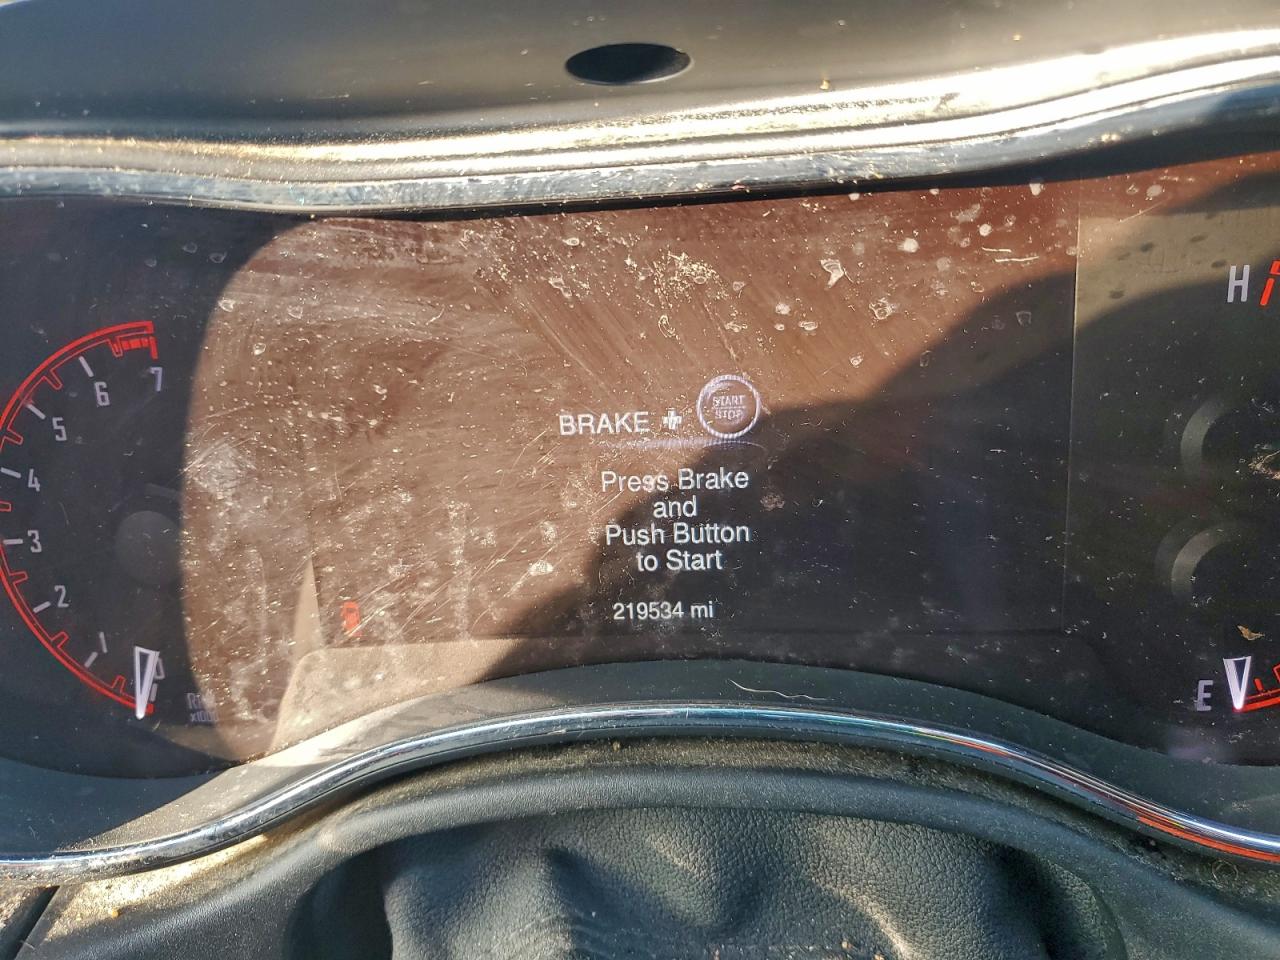 H
7
6
5
4
3
2
1
BRAKE + START STOP
Press Brake
and
Push Button
to Start
219534 mi
x1000
E